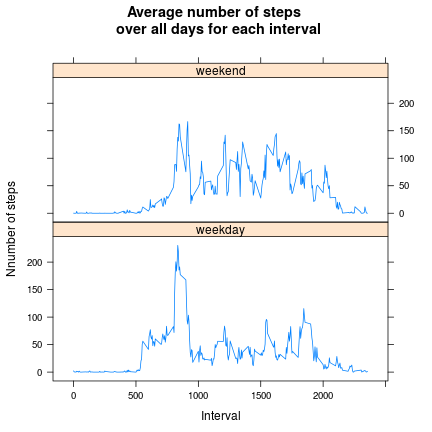 Average number of steps
over all days for each interval
weekend
200
150
100
50
0
weekday
200
150
100
50
0
0
500
1000
1500
2000
Interval
Nnumber of steps